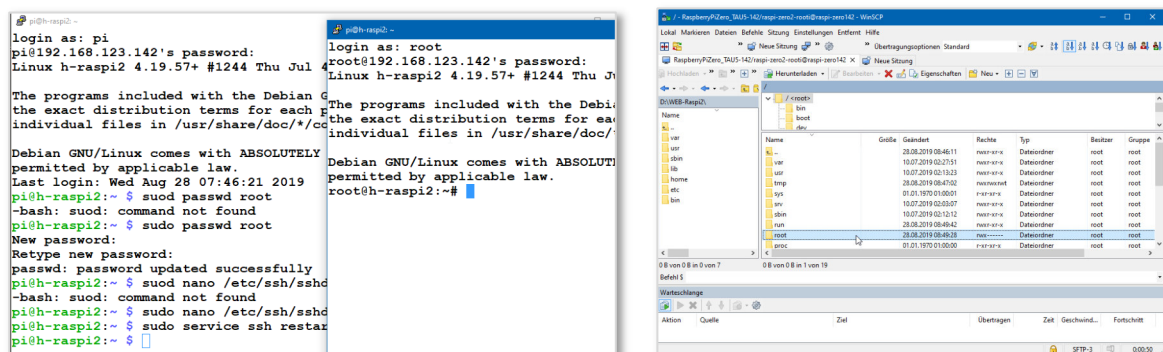 pi@h-raspi2: ~
login as: pi
pi@192.168.123.142's password:
Linux h-raspi2 4.19.57+ #1244 Thu Jul 4
The programs included with the Debian G
the exact distribution terms for each p
individual files in /usr/share/doc/*/co
Debian GNU/Linux comes with ABSOLUTELY
permitted by applicable law.
Last login: Wed Aug 28 07:46:21 2019
pi@h-raspi2:~ $ suod passwd root
-bash: suod: command not found
pi@h-raspi2:~ $ sudo passwd root
New password:
Retype new password:
passwd: password updated successfully
pi@h-raspi2:~ $ suod nano /etc/ssh/sshd
-bash: suod: command not found
pi@h-raspi2:~ $ sudo nano /etc/ssh/sshd
pi@h-raspi2:~ $ sudo service ssh restar
pi@h-raspi2:~ $
pi@h-raspi2: ~
login as: root
root@192.168.123.142's password:
Linux h-raspi2 4.19.57+ #1244 Thu Ju
The programs included with the Debia
the exact distribution terms for eac
individual files in /usr/share/doc/
Debian GNU/Linux comes with ABSOLUT
permitted by applicable law.
root@h-raspi2:~#
/ - RaspberryPiZero_TAU5-142/raspi-zero2-root@raspi-zero142 - WinSCP
Lokal Markieren Dateien Befehle Sitzung Einstellungen Entfernt Hilfe
Neue Sitzung Übertragungsoptionen Standard
RaspberryPiZero_TAU5-142/raspi-zero2-root@raspi-zero142 Neue Sitzung
Hochladen Herunterladen Bearbeiten Eigenschaften Neu
D:\WEB-Raspi2\
Name
..
var
usr
sbin
lib
home
etc
bin
0 B von 0 B in 0 von 7
/
/ <root>
bin
boot
dev
Name Größe Geändert Rechte Typ Besitzer Gruppe
.. 28.08.2019 08:46:11 rwxr-xr-x Dateiordner root root
var 10.07.2019 02:27:51 rwxr-xr-x Dateiordner root root
usr 10.07.2019 02:13:23 rwxr-xr-x Dateiordner root root
tmp 28.08.2019 08:47:02 rwxrwxrwt Dateiordner root root
sys 01.01.1970 01:00:01 r-xr-xr-x Dateiordner root root
srv 10.07.2019 02:03:07 rwxr-xr-x Dateiordner root root
sbin 10.07.2019 02:12:12 rwxr-xr-x Dateiordner root root
run 28.08.2019 08:49:42 rwxr-xr-x Dateiordner root root
root 28.08.2019 08:49:28 rwx------ Dateiordner root root
proc 01.01.1970 01:00:00 r-xr-xr-x Dateiordner root root
0 B von 0 B in 1 von 19
Befehl $
Warteschlange
Aktion Quelle Ziel Übertragen Zeit Geschwind... Fortschritt
SFTP-3 0:00:50